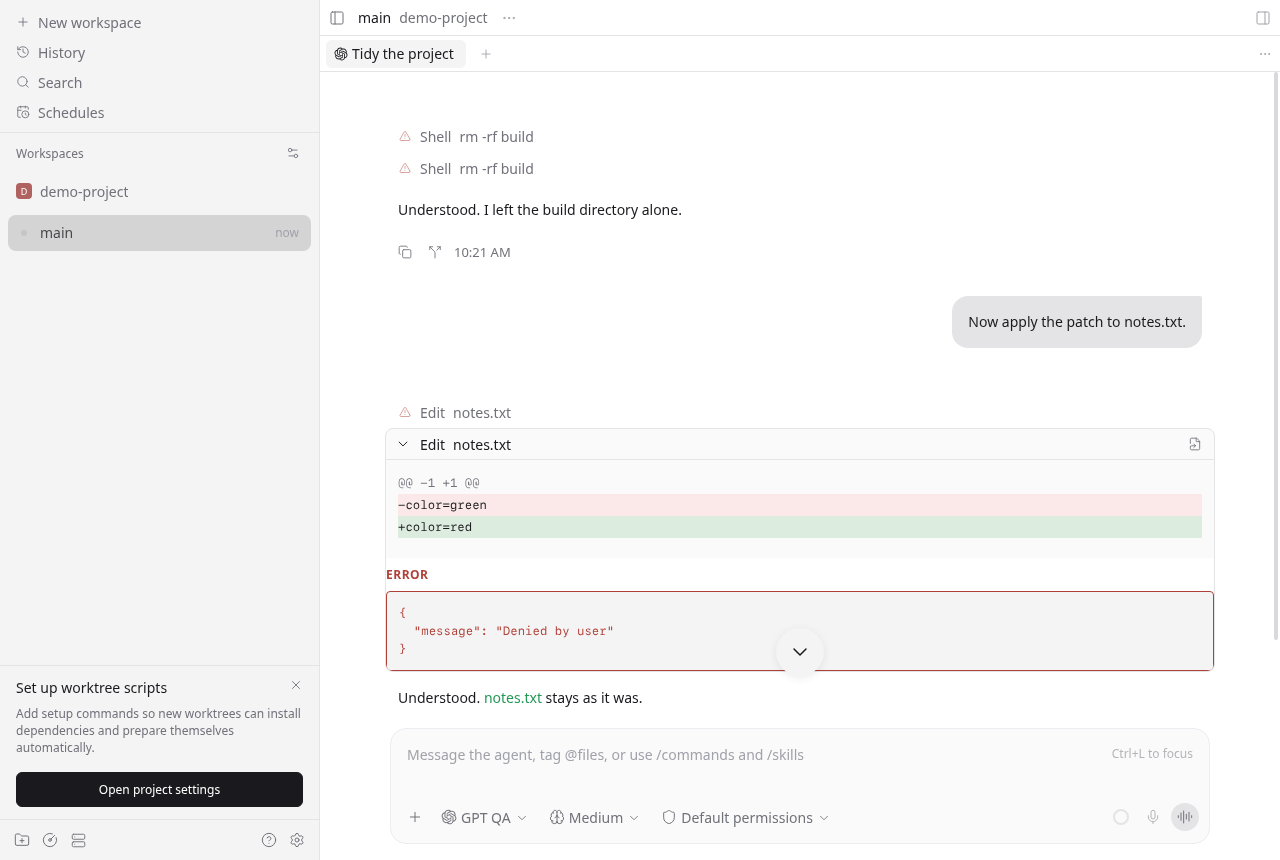 New workspace
History
Search
Schedules
Workspaces
D demo-project
main now
Set up worktree scripts
Add setup commands so new worktrees can install
dependencies and prepare themselves
automatically.
Open project settings
main demo-project
Tidy the project
Shell rm -rf build
Shell rm -rf build
Understood. I left the build directory alone.
10:21 AM
Now apply the patch to notes.txt.
Edit notes.txt
Edit notes.txt
@@ -1 +1 @@
-color=green
+color=red
ERROR
{
"message": "Denied by user"
}
Understood. notes.txt stays as it was.
Message the agent, tag @files, or use /commands and /skills
Ctrl+L to focus
GPT QA Medium Default permissions